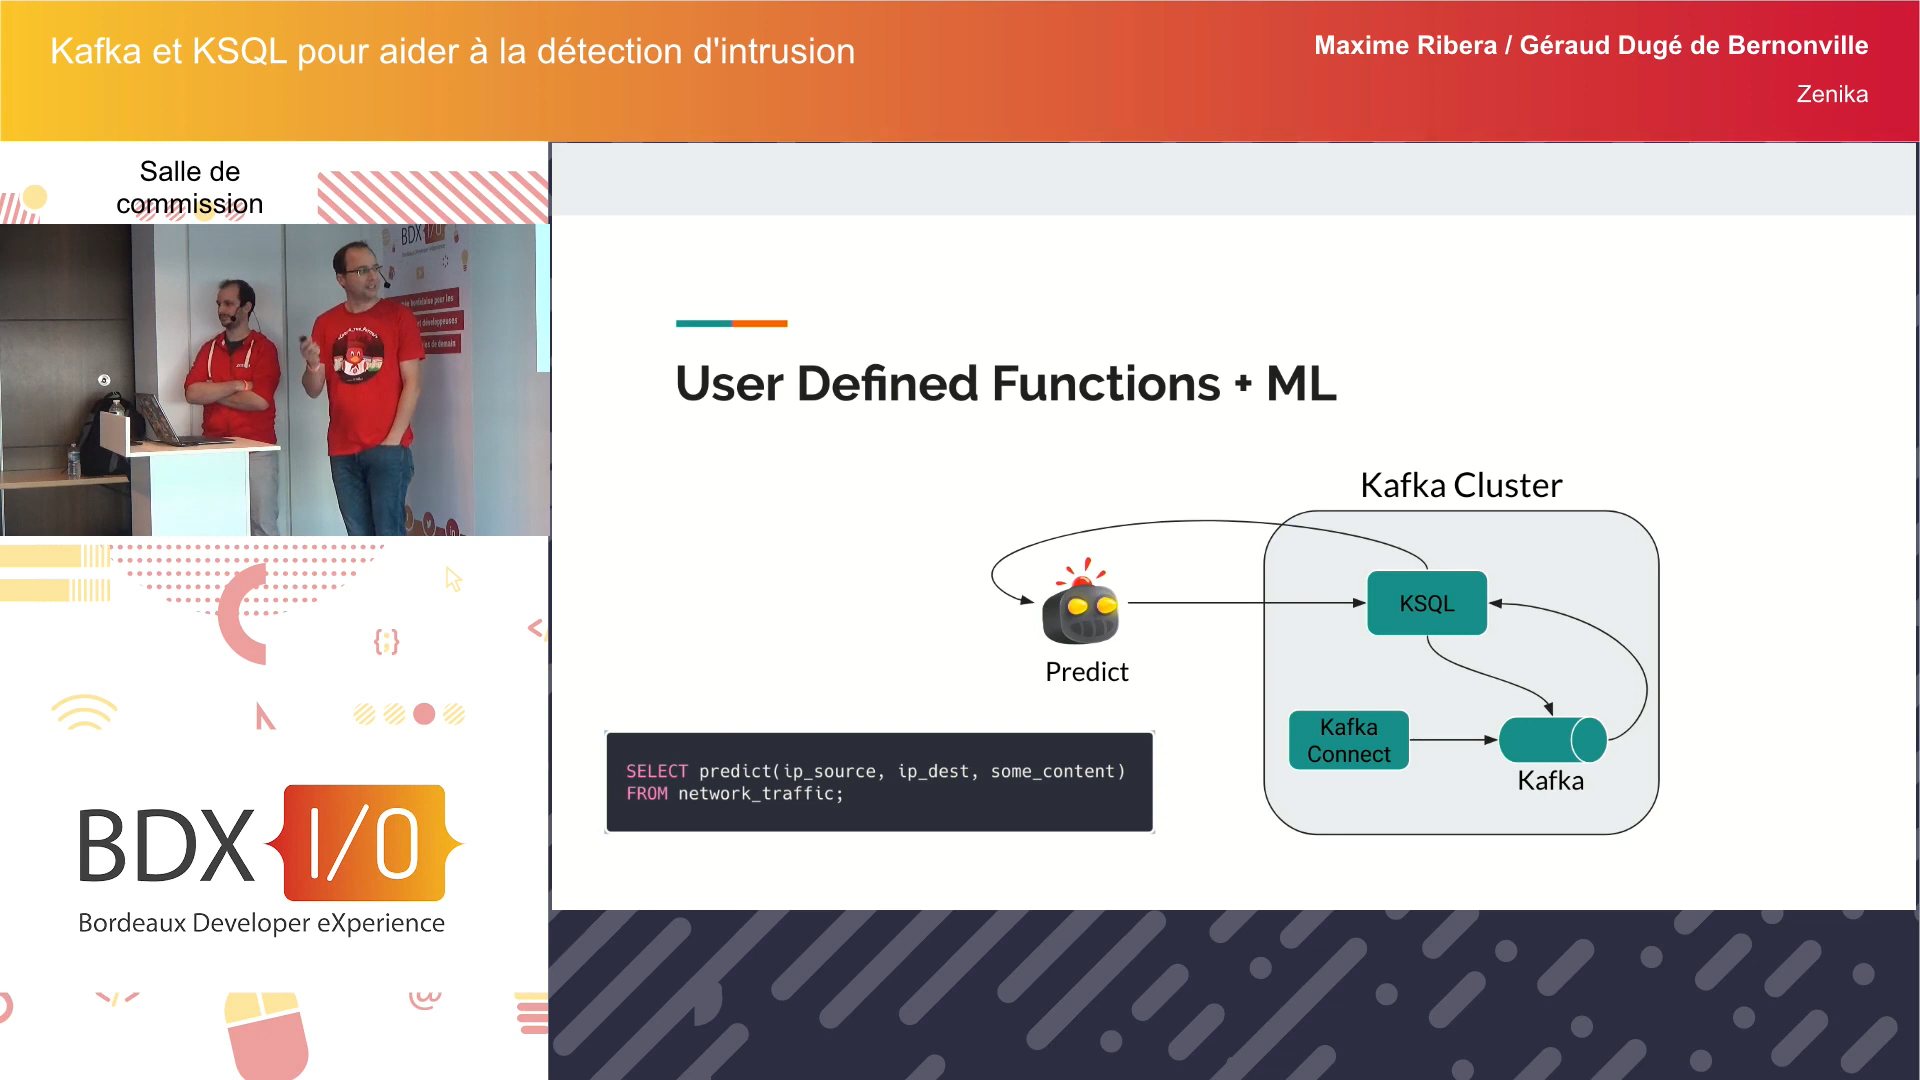 Kafka et KSQL pour aider à la détection d'intrusion
Maxime Ribera / Géraud Dugé de Bernonville
Zenika
Salle de
commission
BDX I/O
User Defined Functions + ML
Kafka Cluster
KSQL
Predict
Kafka
Connect
Kafka
SELECT predict(ip_source, ip_dest, some_content)
FROM network_traffic;
BDX I/O
Bordeaux Developer eXperience